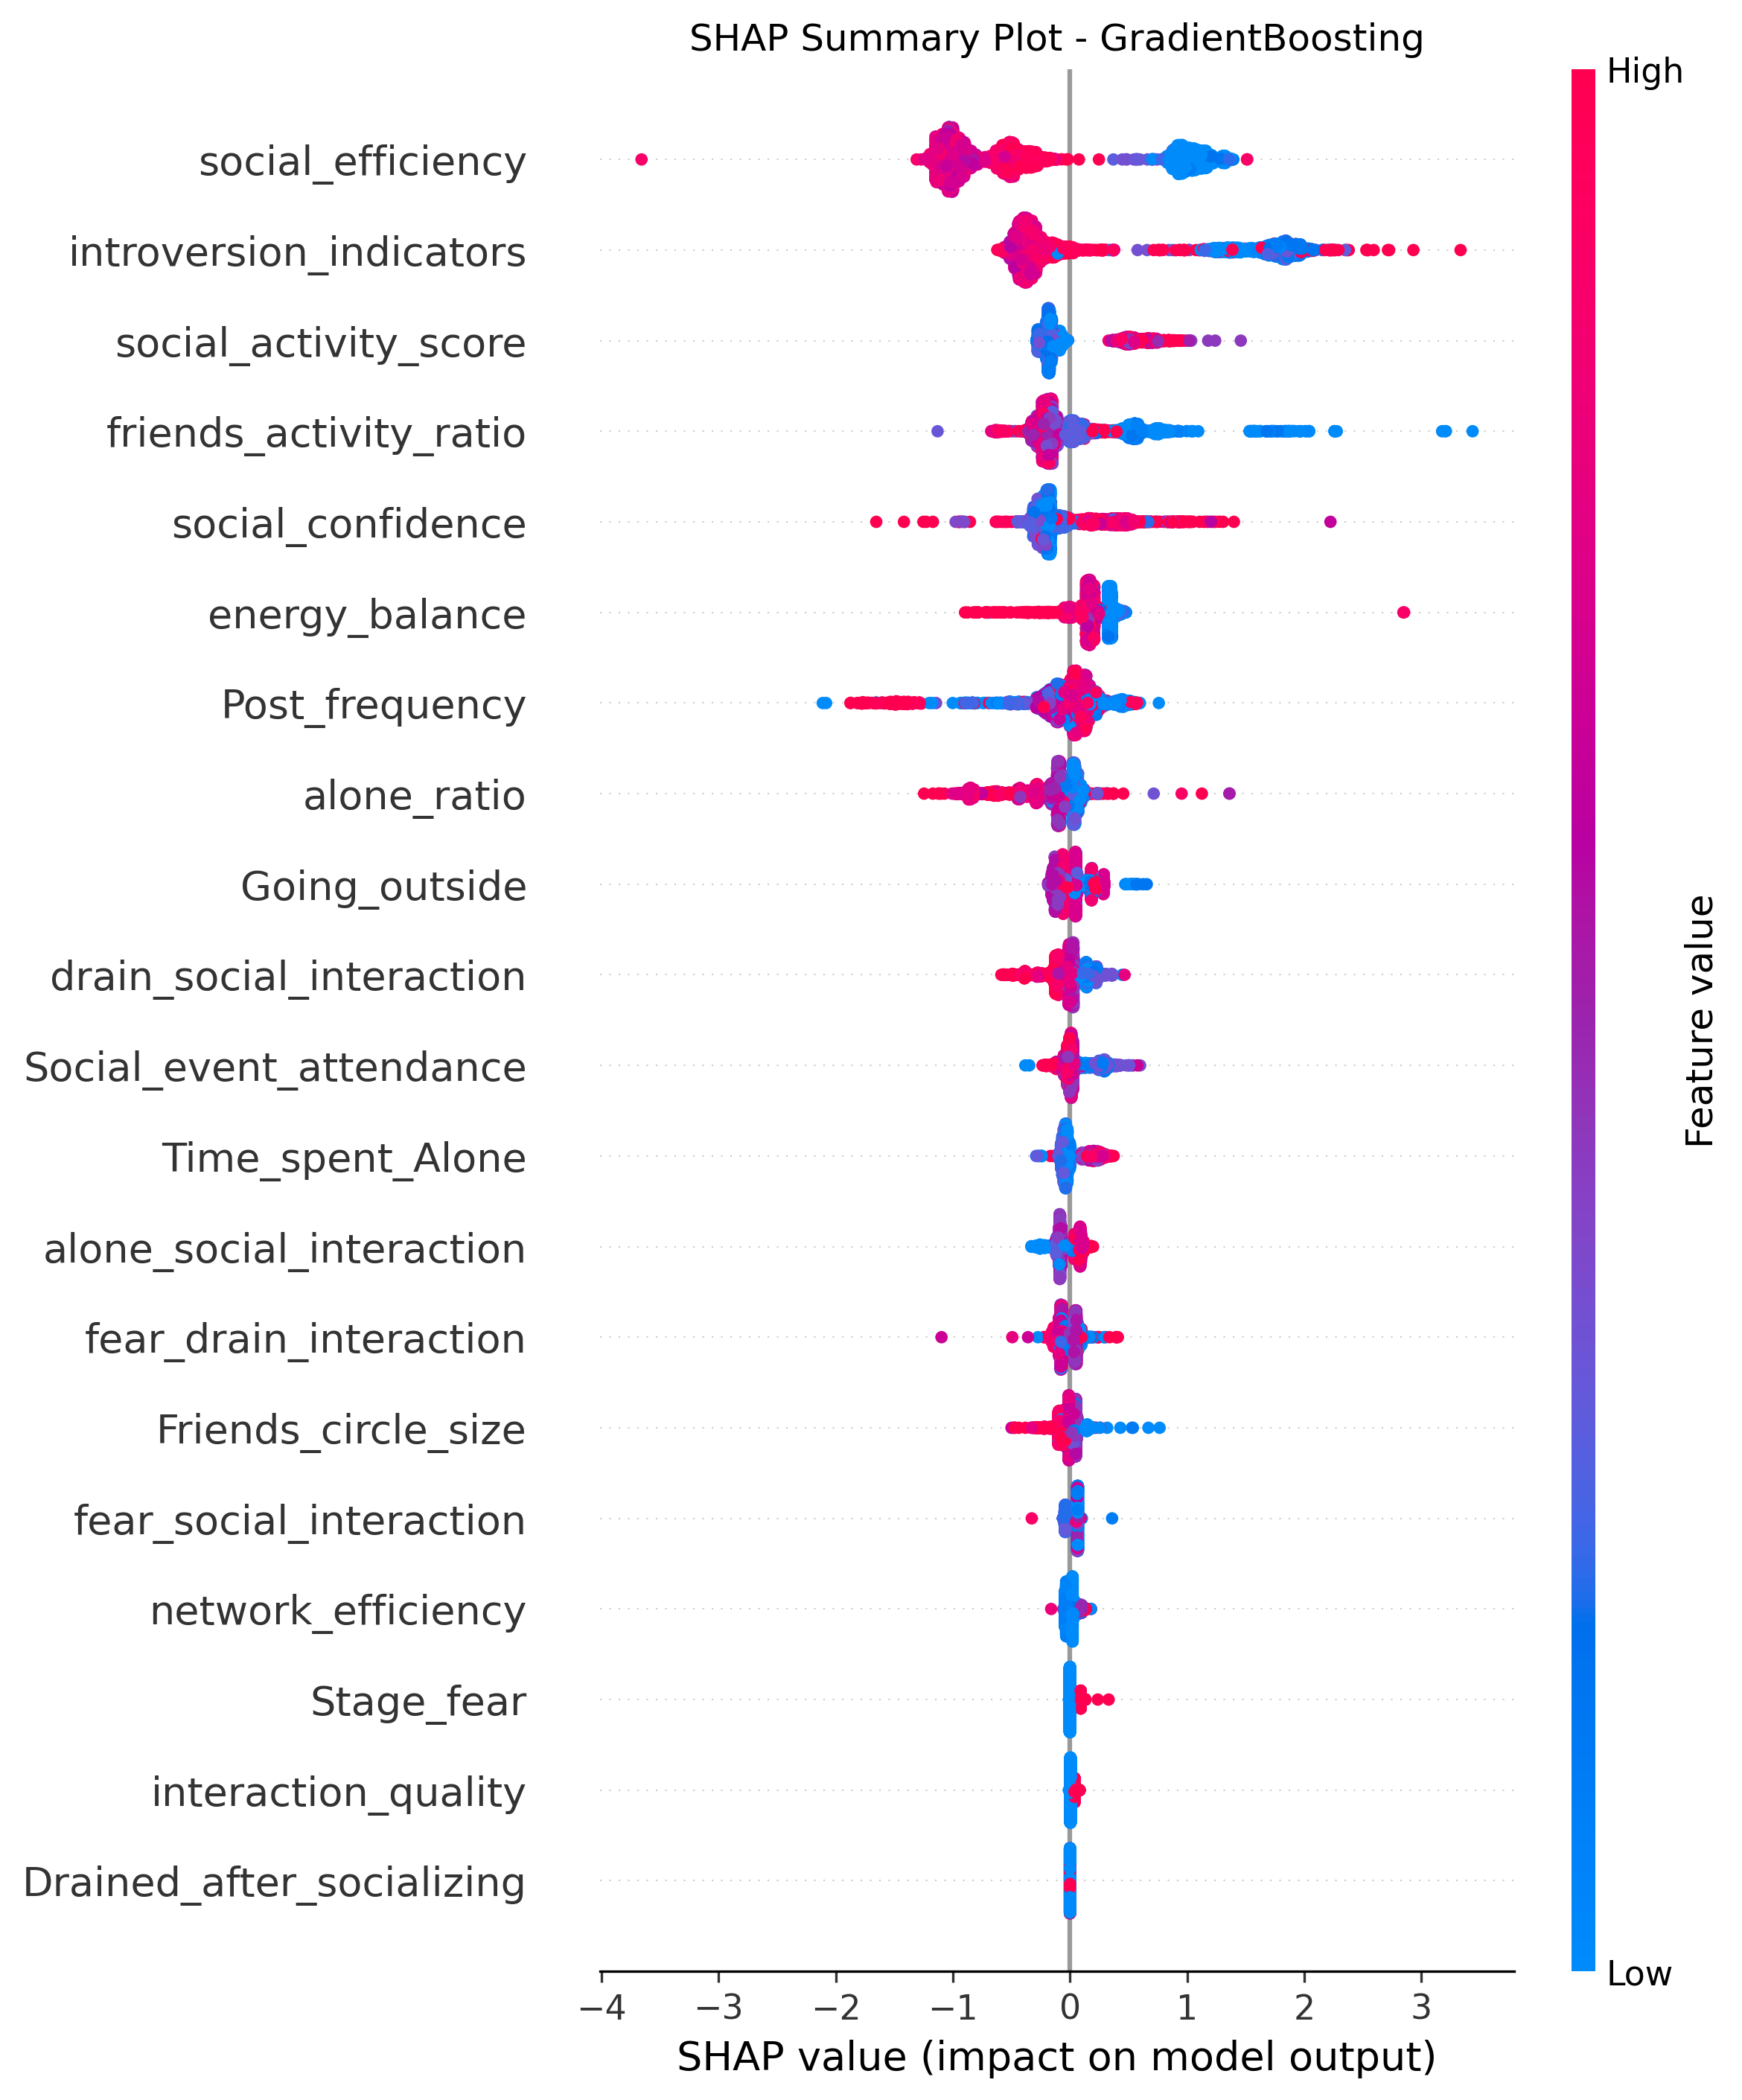 SHAP Summary Plot - GradientBoosting
High
social_efficiency
introversion_indicators
social_activity_score
friends_activity_ratio
social_confidence
energy_balance
Post_frequency
alone_ratio
Going_outside
drain_social_interaction
Social_event_attendance
Time_spent_Alone
alone_social_interaction
fear_drain_interaction
Friends_circle_size
fear_social_interaction
network_efficiency
Stage_fear
interaction_quality
Drained_after_socializing
Feature value
Low
−4 −3 −2 −1 0 1 2 3
SHAP value (impact on model output)